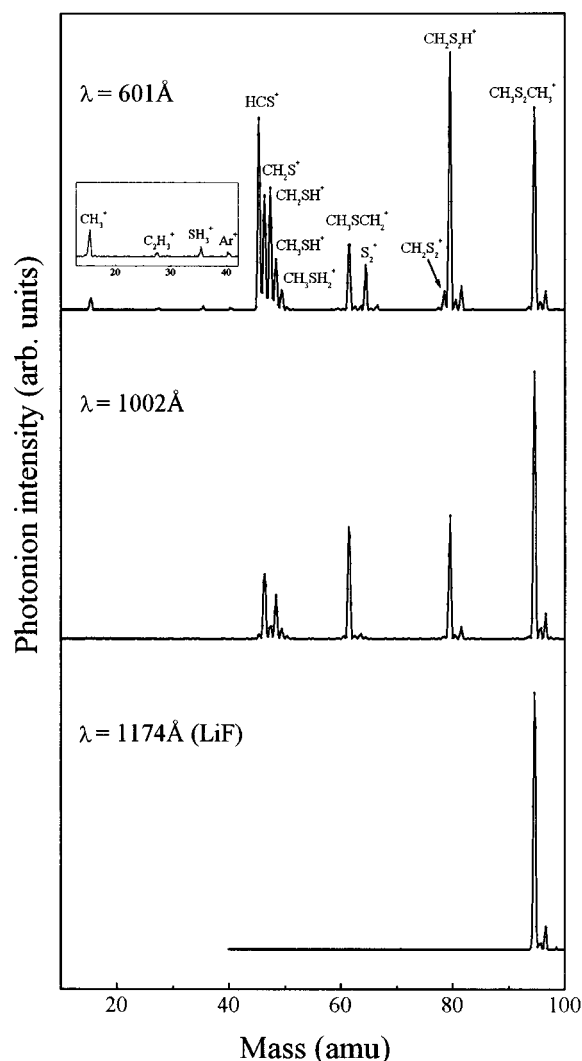 Photonion intensity (arb. units)
λ = 601Å
HCS⁺
CH₂S⁺
CH₂SH⁺
CH₃SH⁺
CH₃SH₂⁺
CH₃SCH₂⁺
S₂⁺
CH₂S₂⁺
CH₂S₂H⁺
CH₃S₂CH₃⁺
CH₃⁺
C₂H₃⁺
SH₃⁺
Ar⁺
20 30 40
λ = 1002Å
λ = 1174Å (LiF)
20 40 60 80 100
Mass (amu)